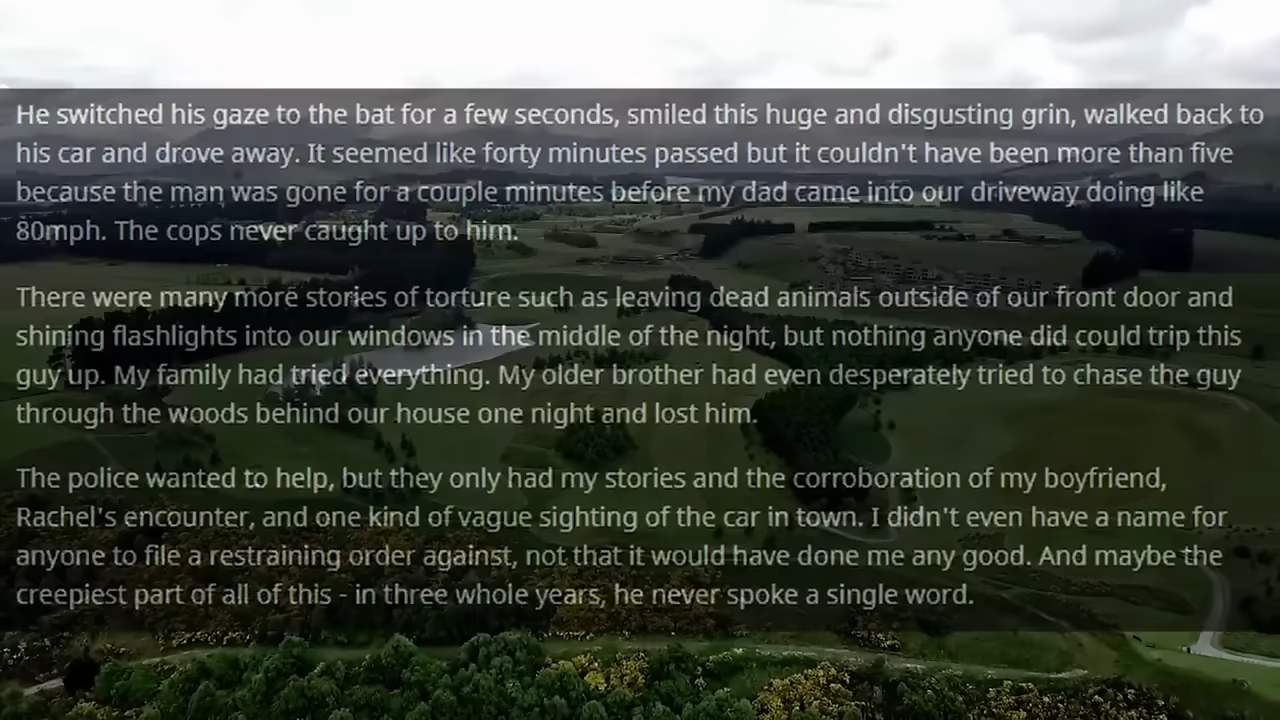 He switched his gaze to the bat for a few seconds, smiled this huge and disgusting grin, walked back to
his car and drove away. It seemed like forty minutes passed but it couldn't have been more than five
because the man was gone for a couple minutes before my dad came into our driveway doing like
80mph. The cops never caught up to him.
There were many more stories of torture such as leaving dead animals outside of our front door and
shining flashlights into our windows in the middle of the night, but nothing anyone did could trip this
guy up. My family had tried everything. My older brother had even desperately tried to chase the guy
through the woods behind our house one night and lost him.
The police wanted to help, but they only had my stories and the corroboration of my boyfriend,
Rachel's encounter, and one kind of vague sighting of the car in town. I didn't even have a name for
anyone to file a restraining order against, not that it would have done me any good. And maybe the
creepiest part of all of this - in three whole years, he never spoke a single word.